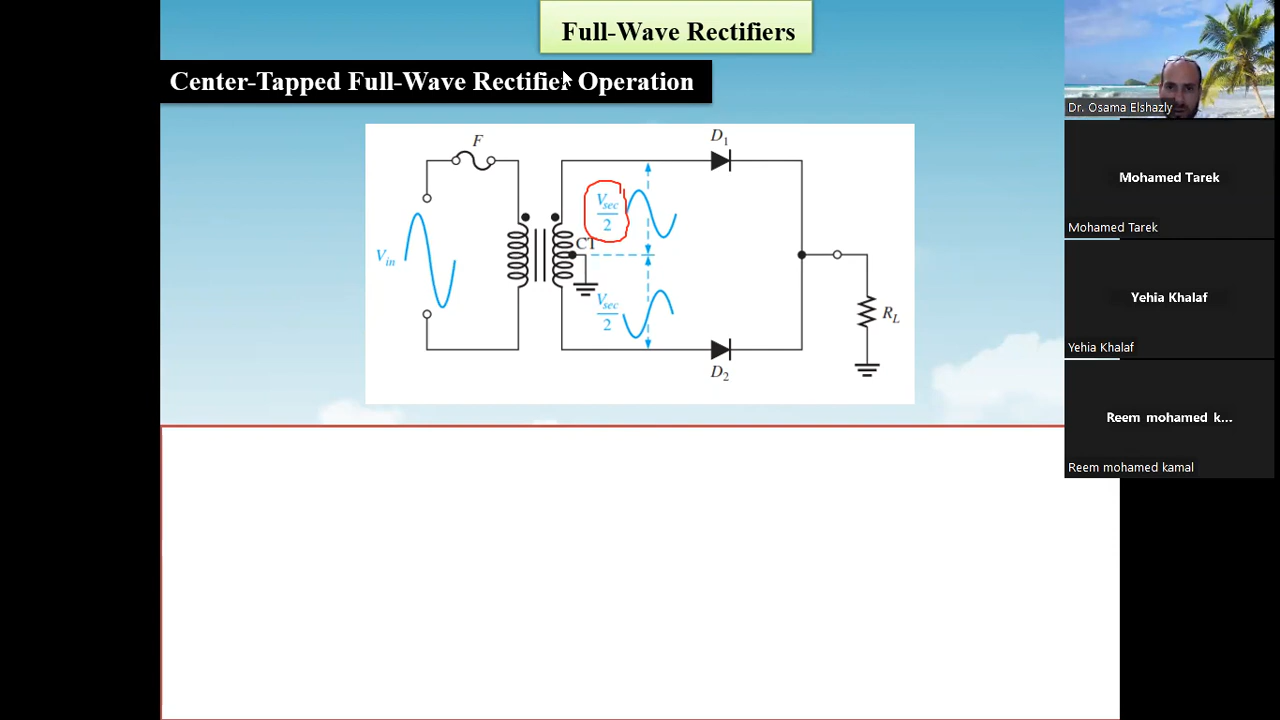 Full-Wave Rectifiers
Center-Tapped Full-Wave Rectifier Operation
F
D1
Vsec
2
CT
Vin
Vsec
2
RL
D2
Dr. Osama Elshazly
Mohamed Tarek
Mohamed Tarek
Yehia Khalaf
Yehia Khalaf
Reem mohamed k...
Reem mohamed kamal